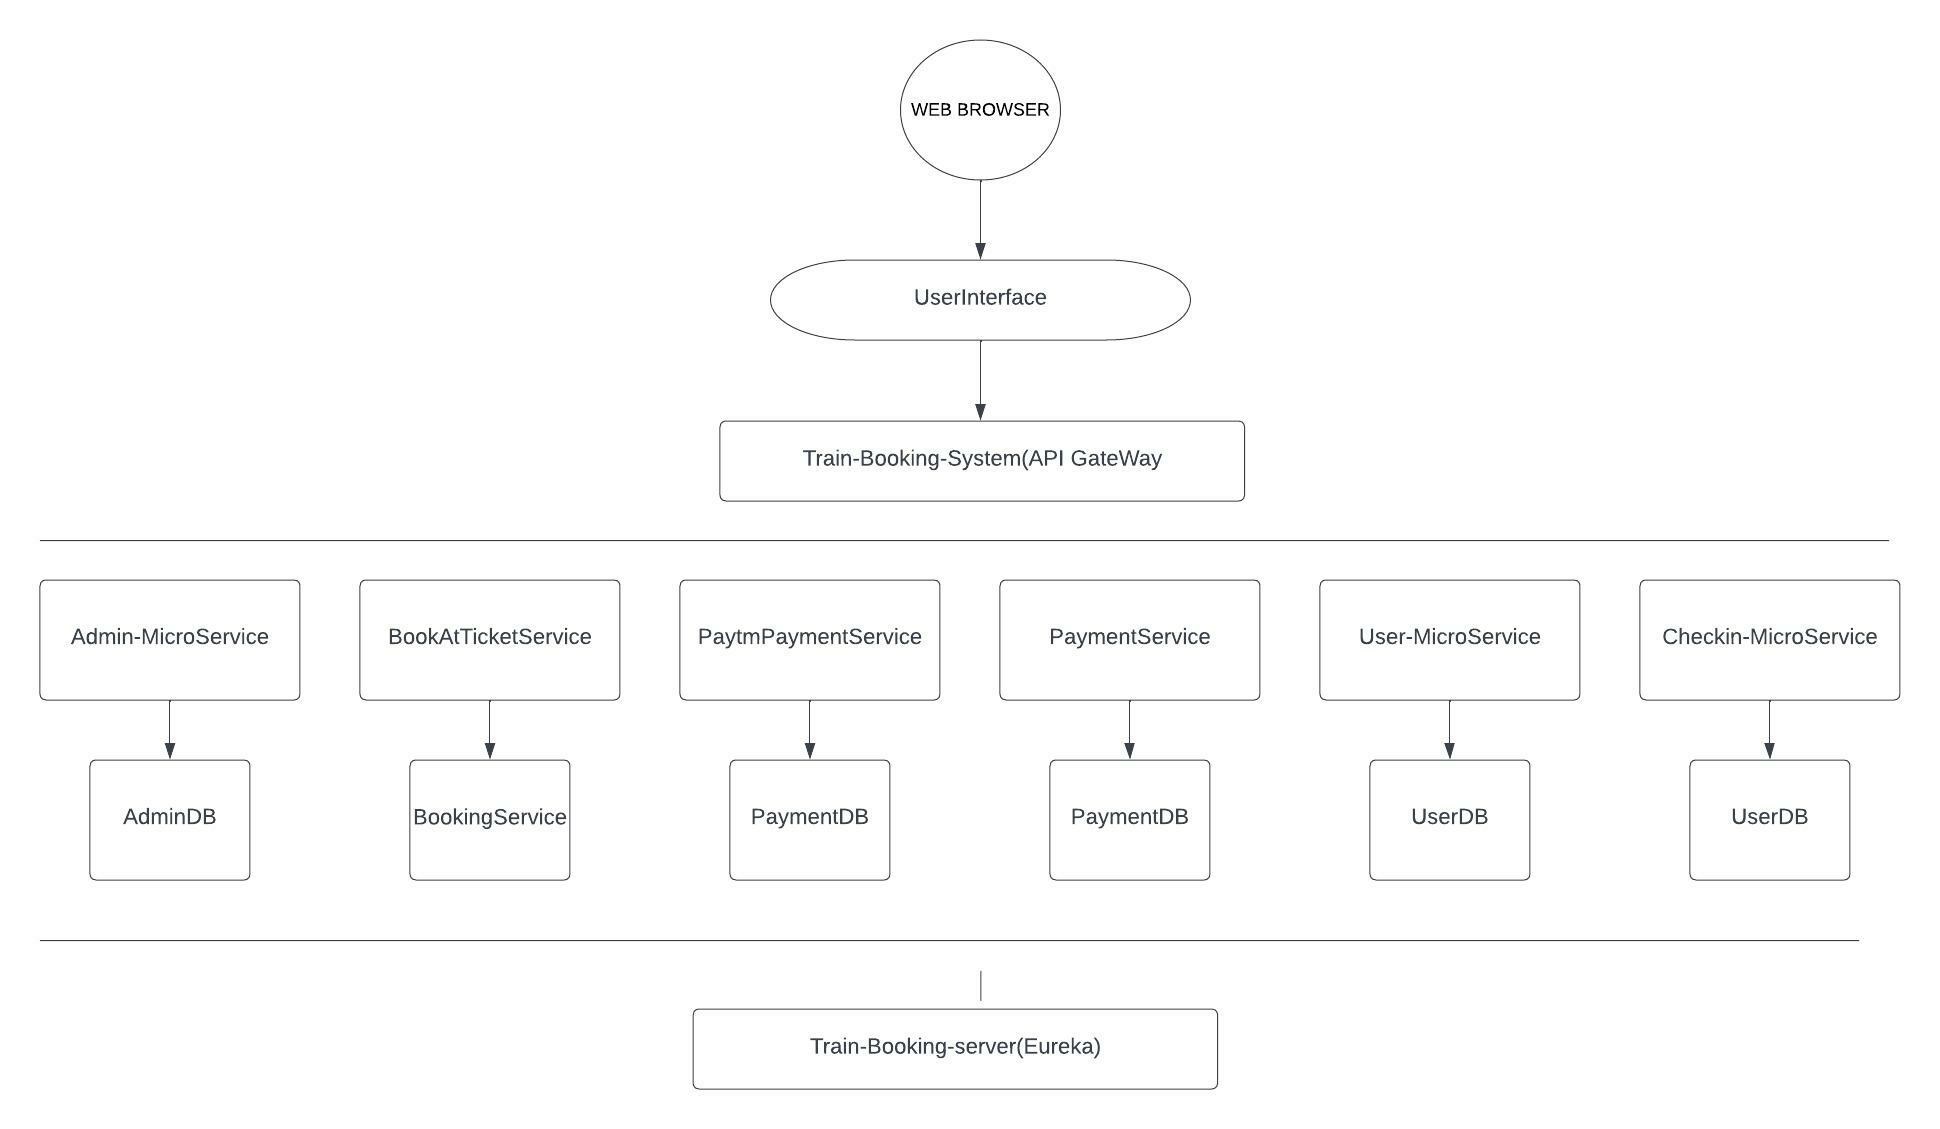 WEB BROWSER
UserInterface
Train-Booking-System(API GateWay
Admin-MicroService
BookAtTicketService
PaytmPaymentService
PaymentService
User-MicroService
Checkin-MicroService
AdminDB
BookingService
PaymentDB
PaymentDB
UserDB
UserDB
Train-Booking-server(Eureka)